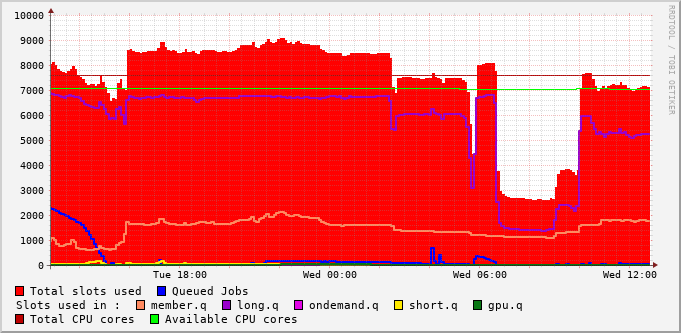 10000
9000
8000
7000
6000
5000
4000
3000
2000
1000
0
Tue 18:00 Wed 00:00 Wed 06:00 Wed 12:00
RRDTOOL / TOBI OETIKER
Total slots used Queued Jobs
Slots used in : member.q long.q ondemand.q short.q gpu.q
Total CPU cores Available CPU cores